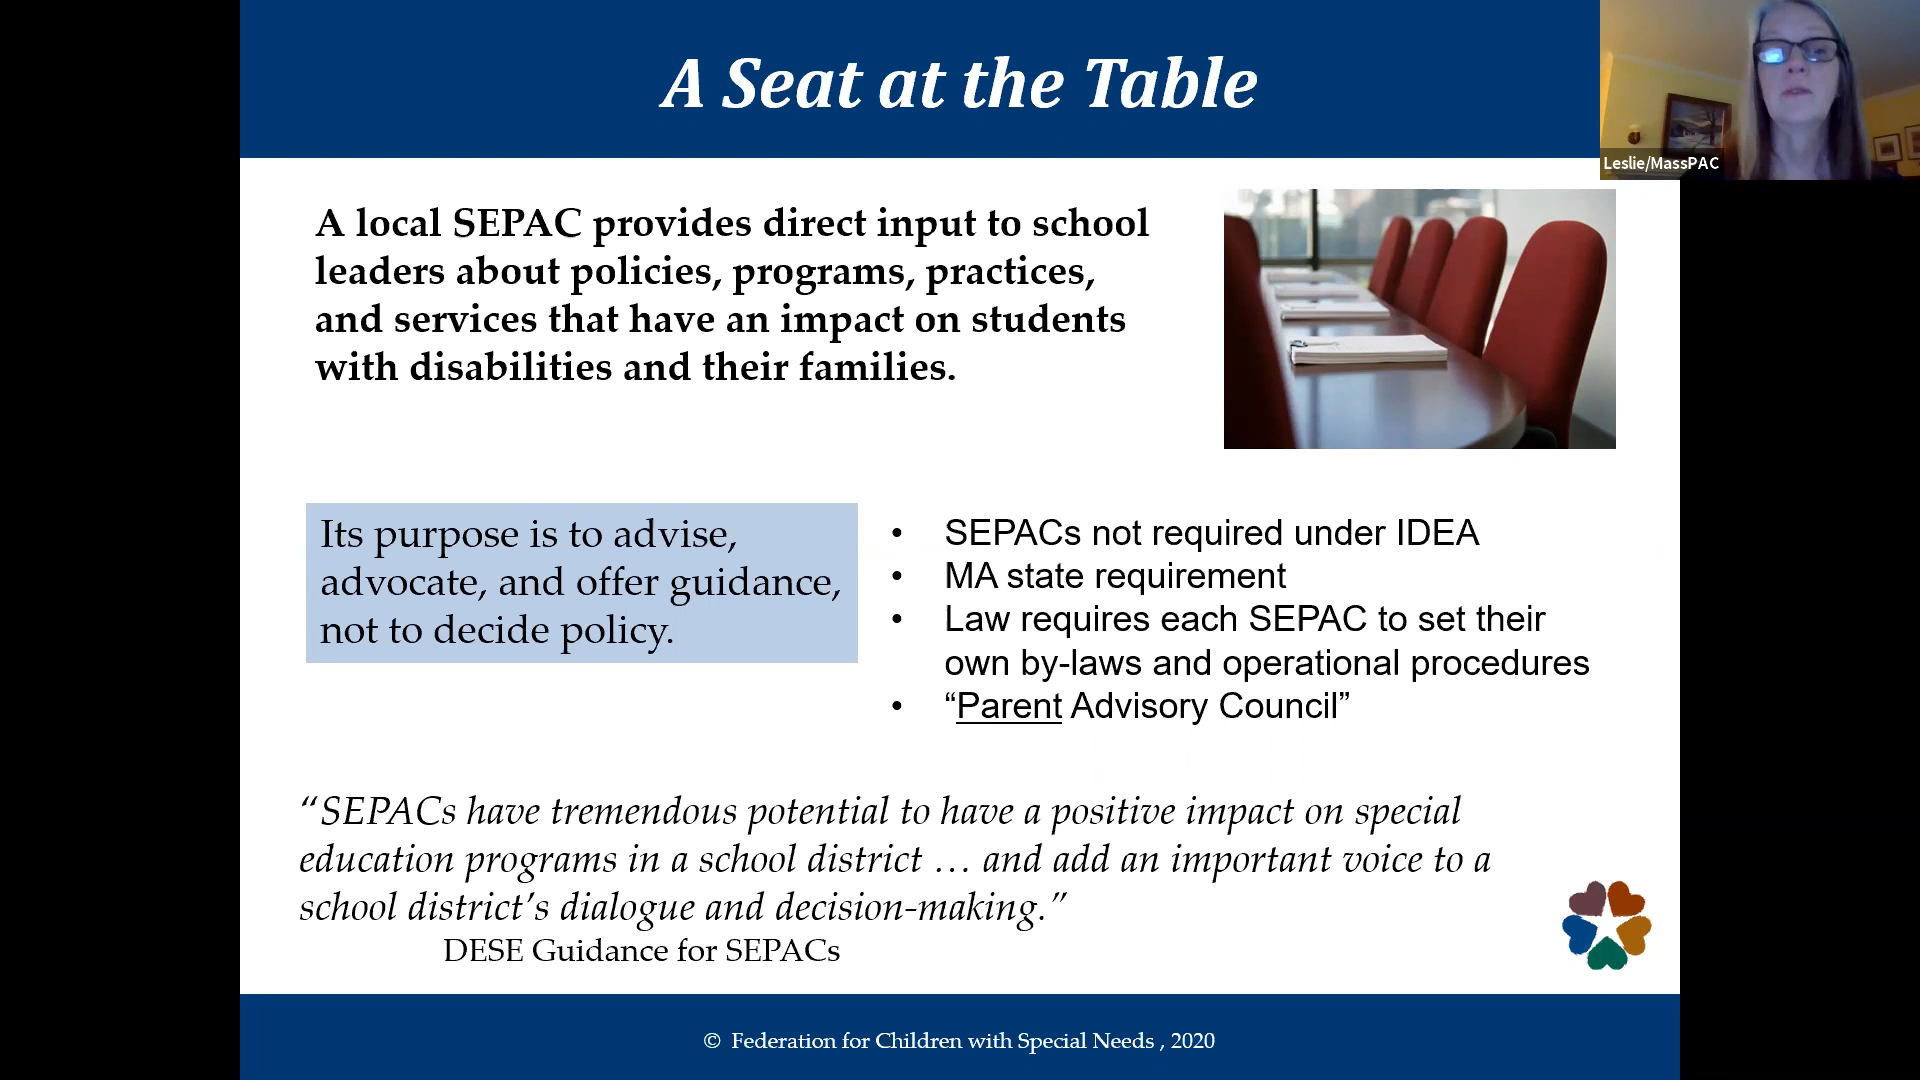 A Seat at the Table
Leslie/MassPAC
A local SEPAC provides direct input to school
leaders about policies, programs, practices,
and services that have an impact on students
with disabilities and their families.
Its purpose is to advise,
advocate, and offer guidance,
not to decide policy.
• SEPACs not required under IDEA
• MA state requirement
• Law requires each SEPAC to set their
own by-laws and operational procedures
• “Parent Advisory Council”
“SEPACs have tremendous potential to have a positive impact on special
education programs in a school district … and add an important voice to a
school district’s dialogue and decision-making.”
DESE Guidance for SEPACs
© Federation for Children with Special Needs , 2020